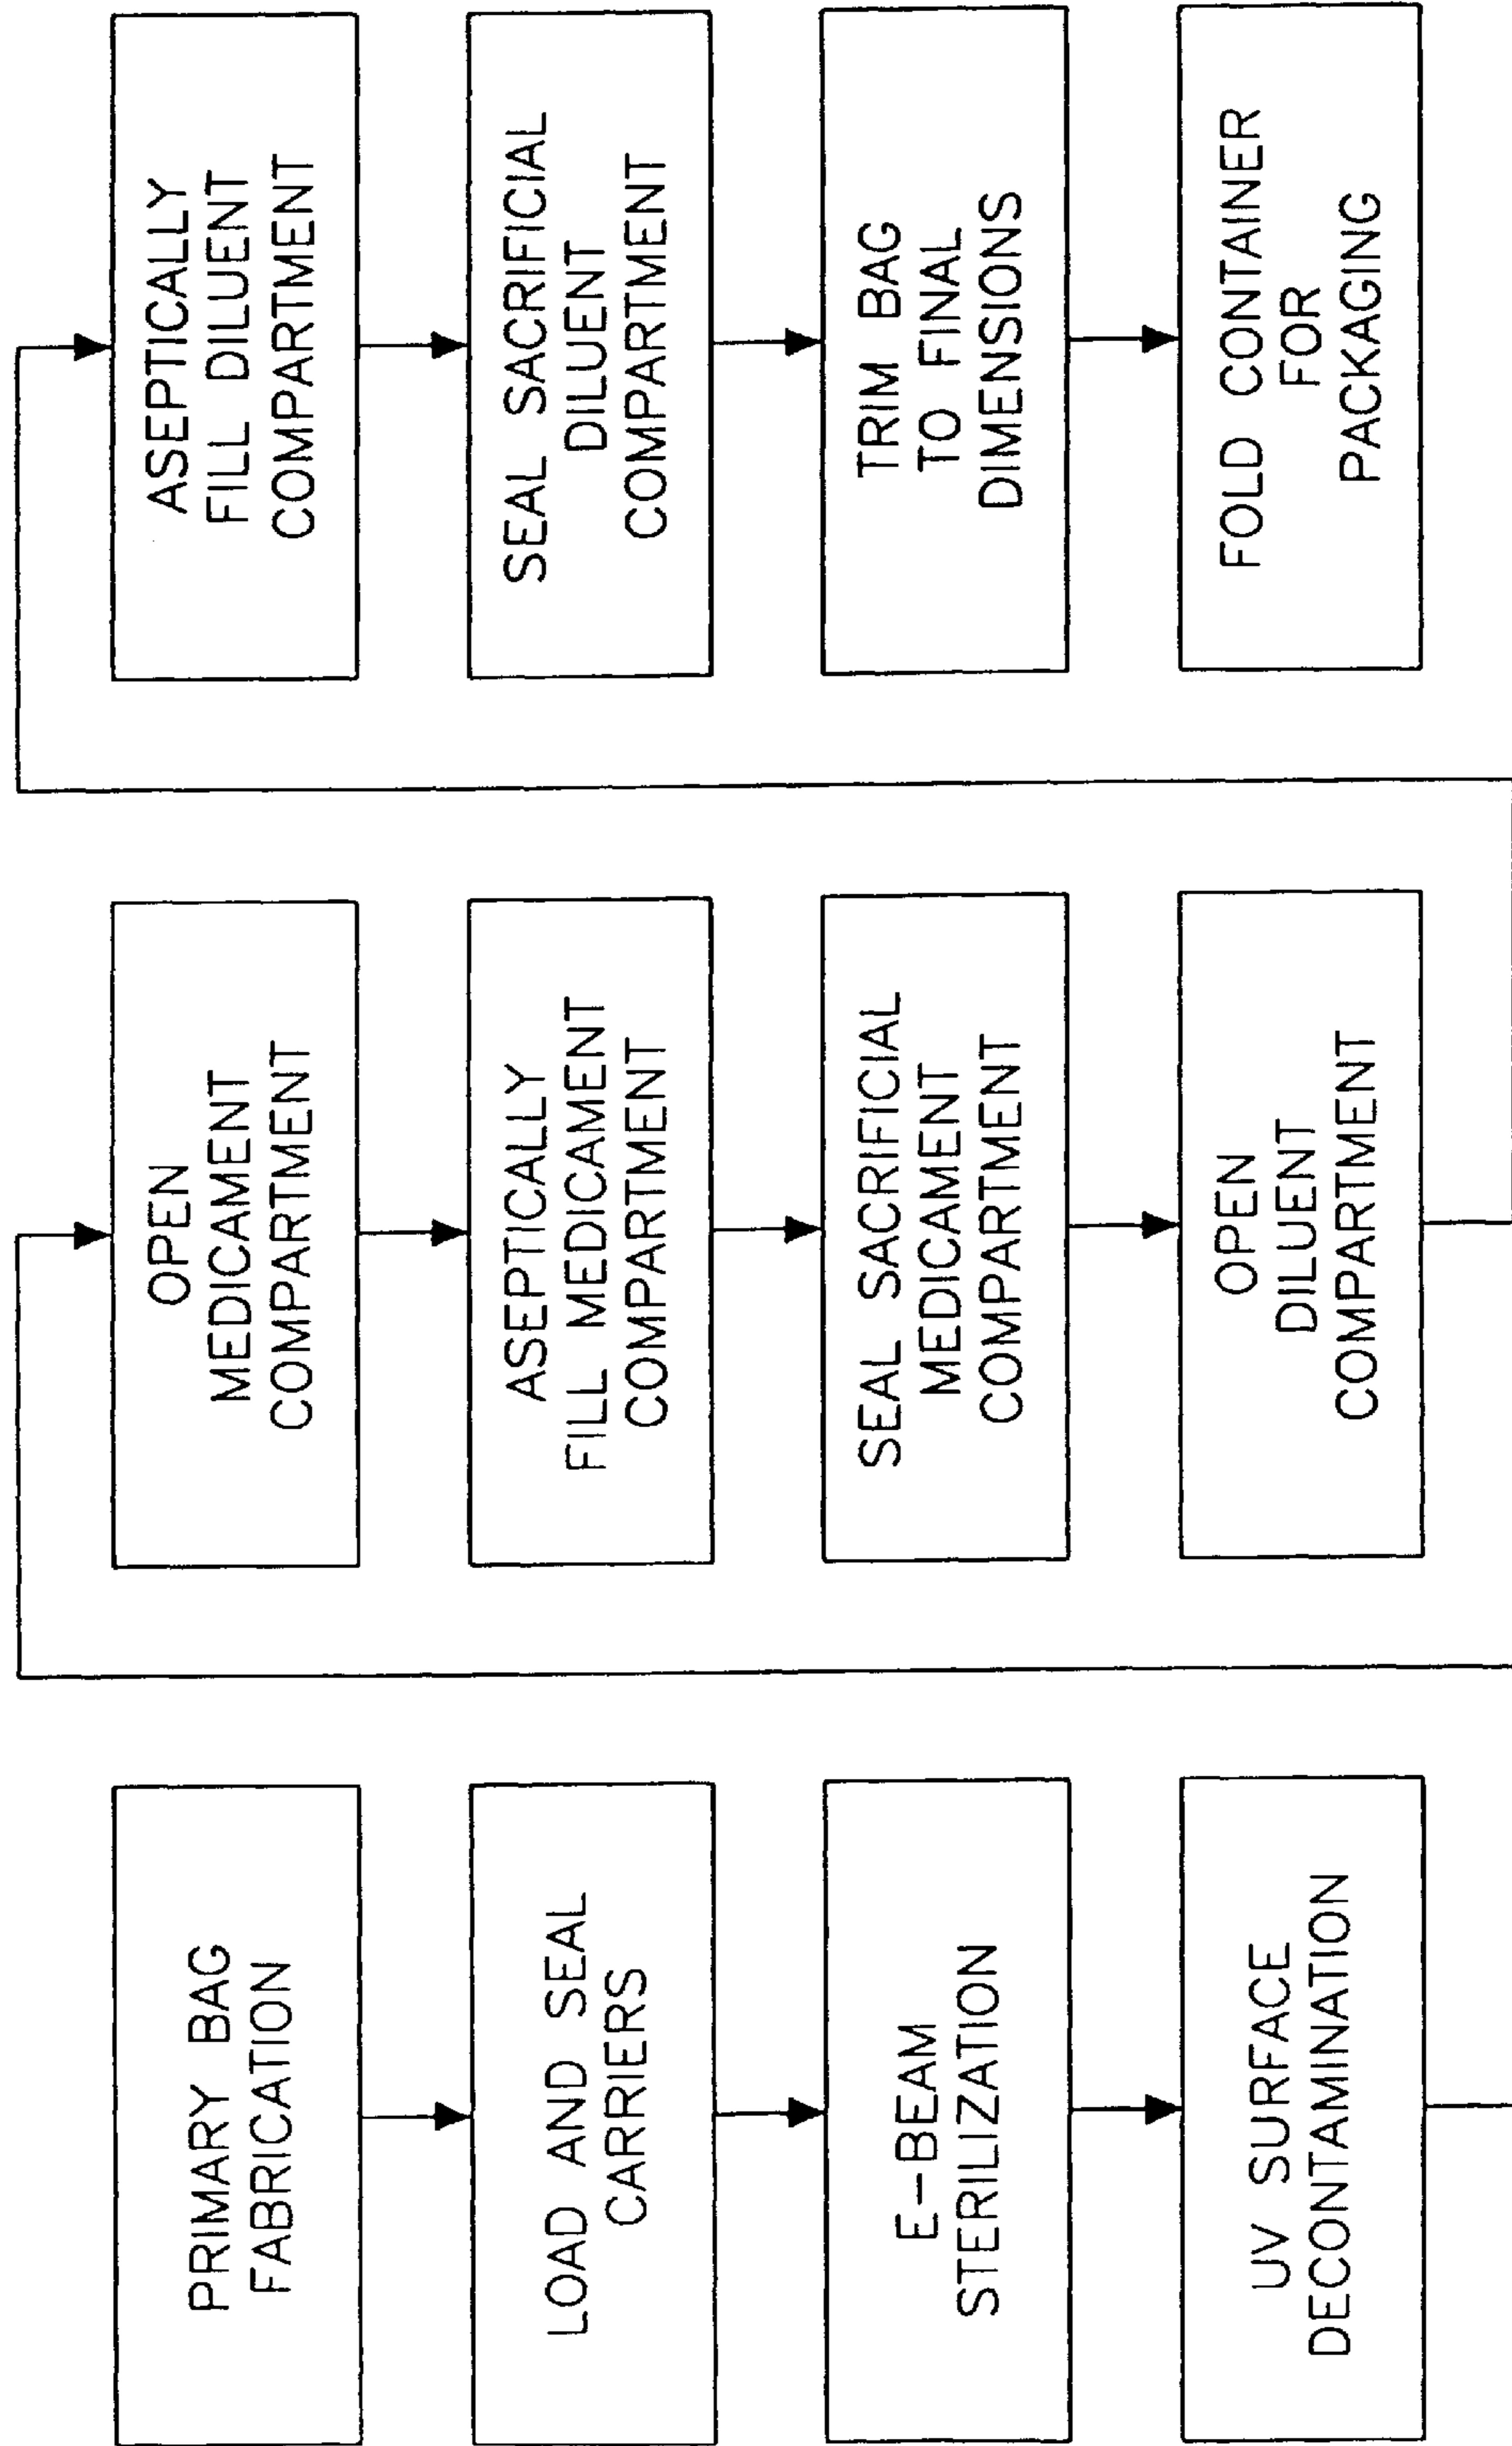 PRIMARY BAG
FABRICATION
LOAD AND SEAL
CARRIERS
E-BEAM
STERILIZATION
UV SURFACE
DECONTAMINATION
OPEN
MEDICAMENT
COMPARTMENT
ASEPTICALLY
FILL MEDICAMENT
COMPARTMENT
SEAL SACRIFICIAL
MEDICAMENT
COMPARTMENT
OPEN
DILUENT
COMPARTMENT
ASEPTICALLY
FILL DILUENT
COMPARTMENT
SEAL SACRIFICIAL
DILUENT
COMPARTMENT
TRIM BAG
TO FINAL
DIMENSIONS
FOLD CONTAINER
FOR
PACKAGING